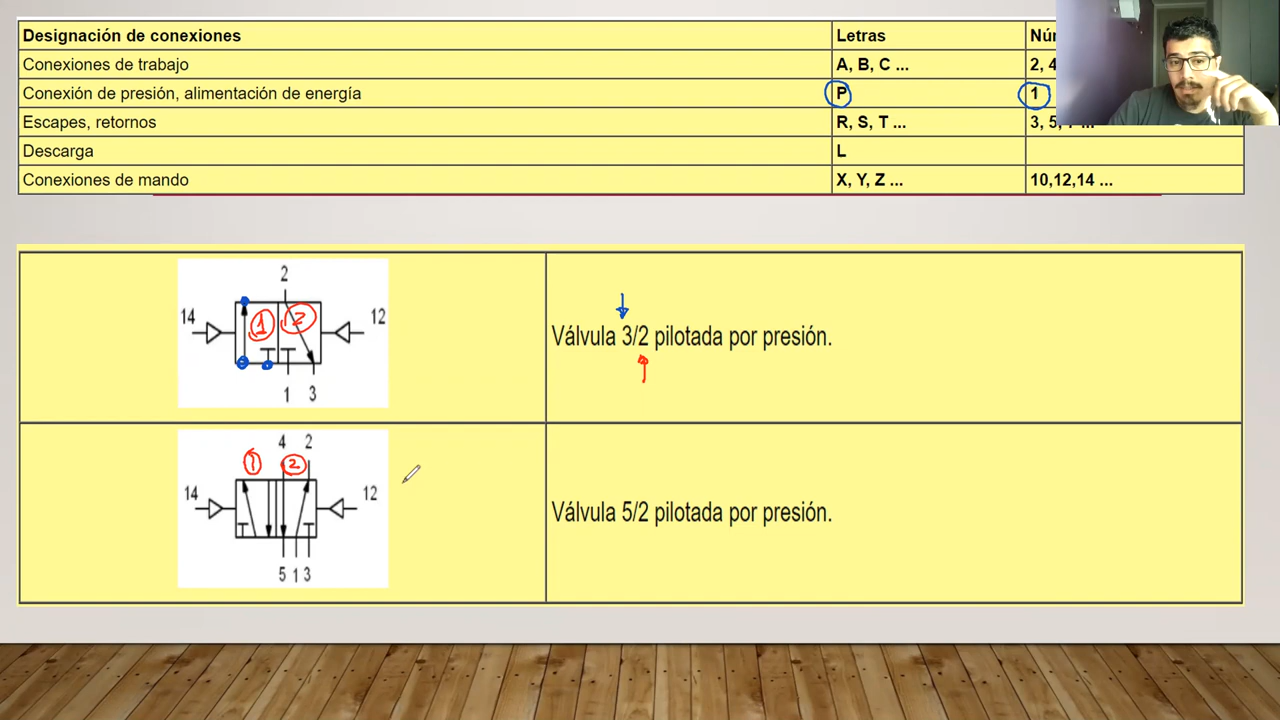 Designación de conexiones Letras
Conexiones de trabajo A, B, C ... 2, 4
Conexión de presión, alimentación de energía P 1
Escapes, retornos R, S, T ... 3, 5,
Descarga L
Conexiones de mando X, Y, Z ... 10,12,14 ...
2
14 1 2 12
1 3
Válvula 3/2 pilotada por presión.
4 2
1 2
14 12
5 1 3
Válvula 5/2 pilotada por presión.